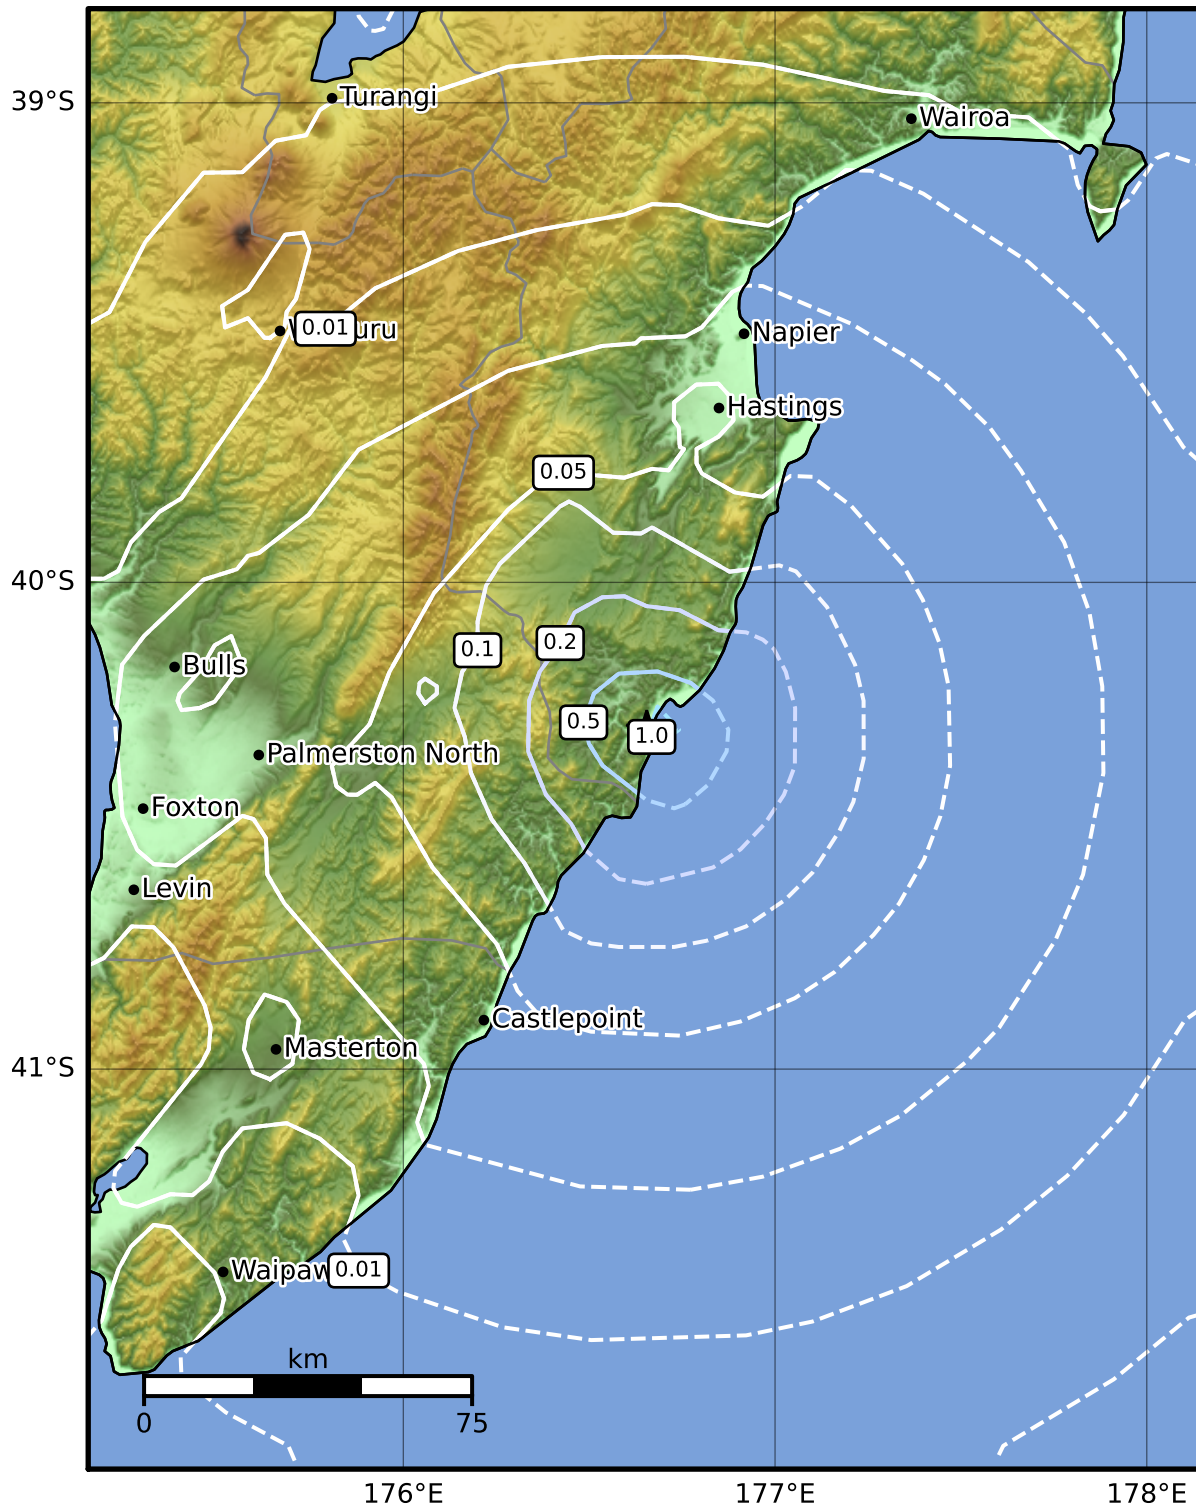 39°S
Turangi
Wairoa
0.01
uru
Napier
Hastings
0.05
40°S
0.1
0.2
Bulls
0.5
1.0
Palmerston North
Foxton
Levin
Castlepoint
Masterton
41°S
Waipaw
0.01
km
0
75
176°E
177°E
178°E